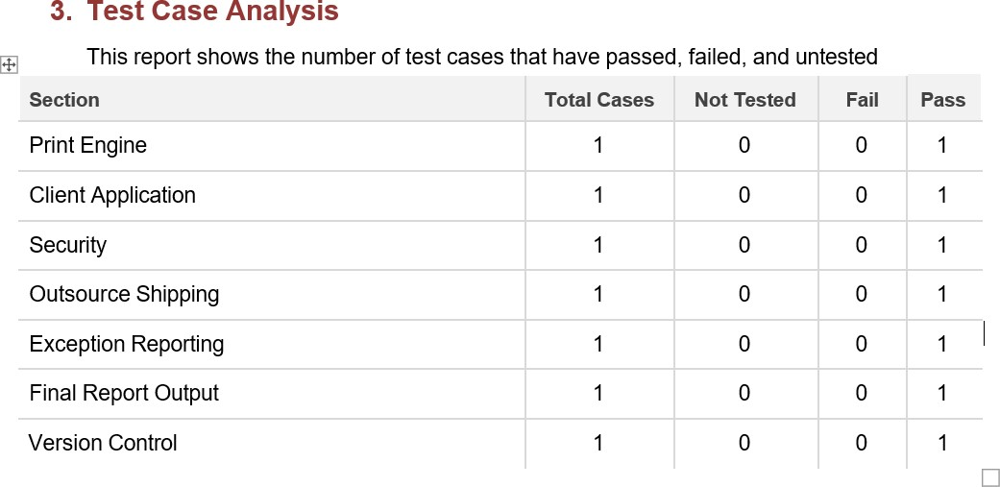 3. Test Case Analysis
This report shows the number of test cases that have passed, failed, and untested
Section Total Cases Not Tested Fail Pass
Print Engine 1 0 0 1
Client Application 1 0 0 1
Security 1 0 0 1
Outsource Shipping 1 0 0 1
Exception Reporting 1 0 0 1
Final Report Output 1 0 0 1
Version Control 1 0 0 1